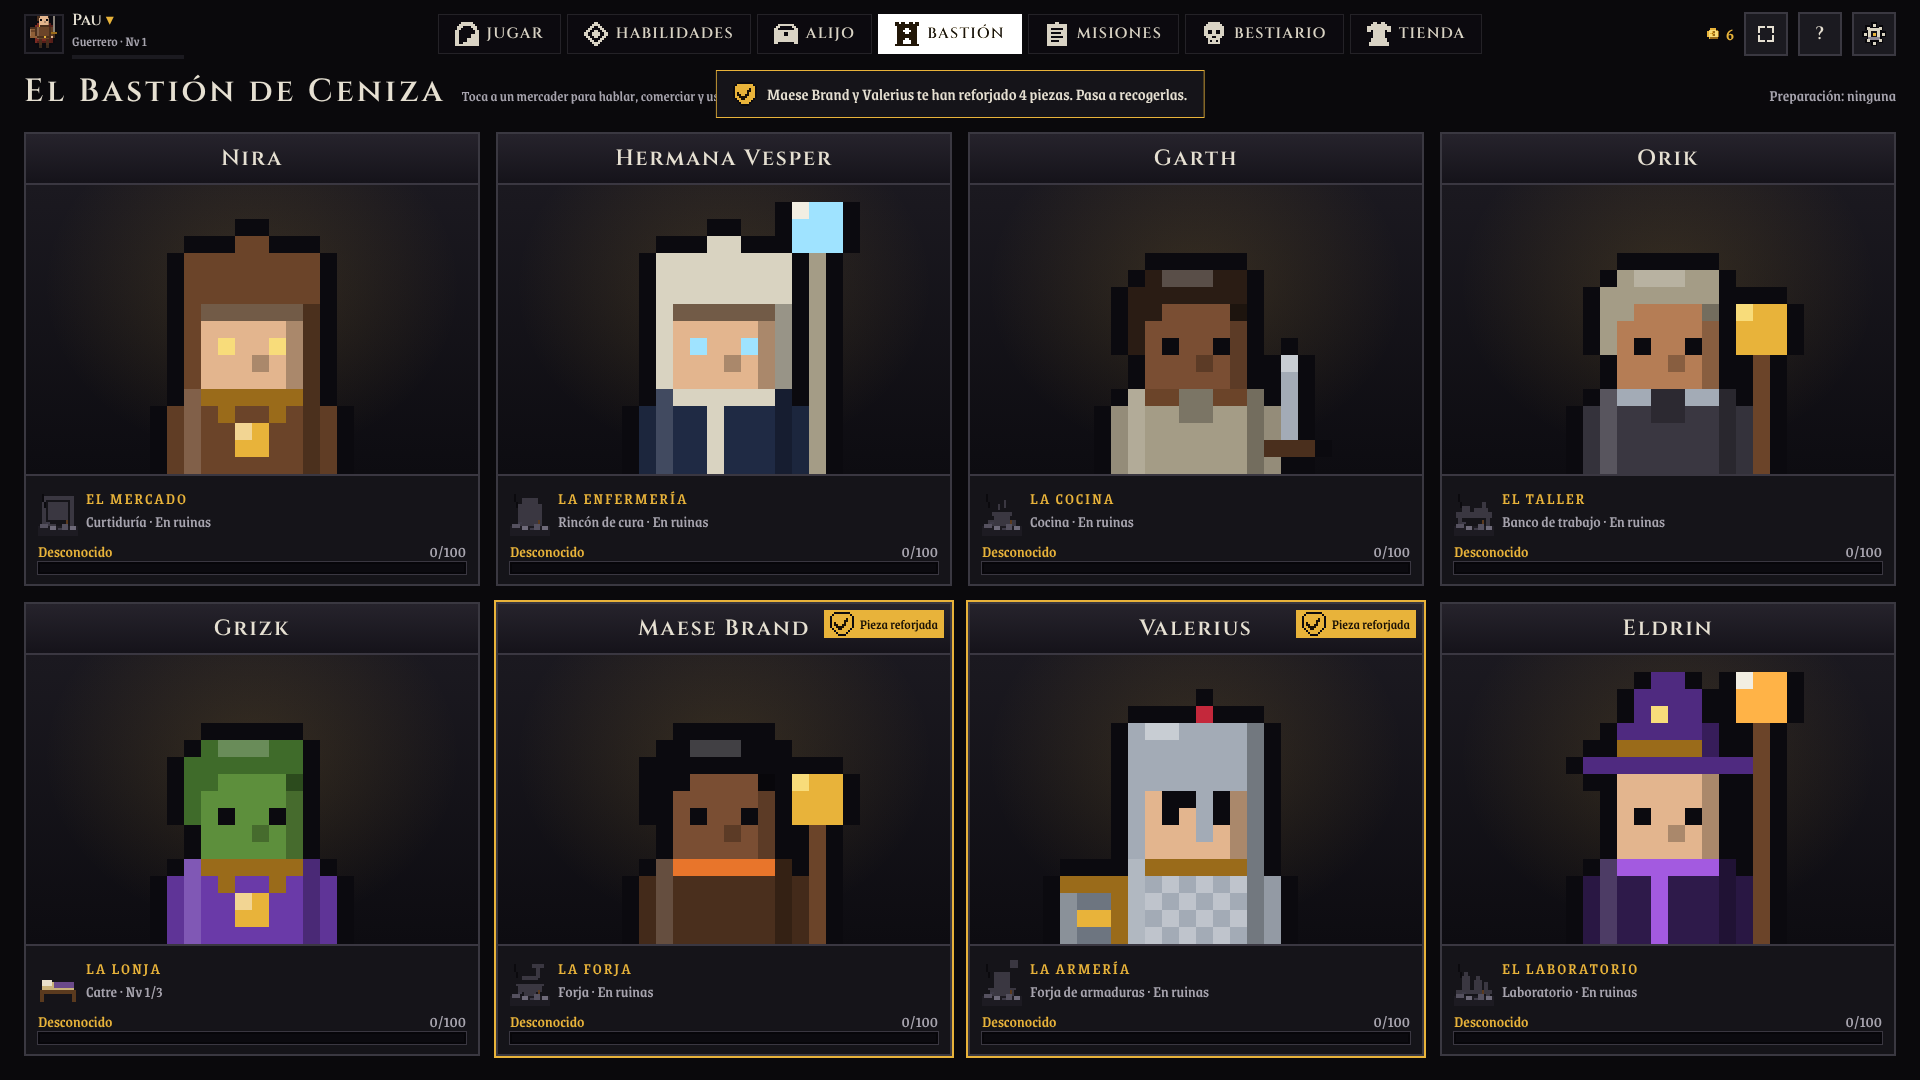 Pau ▾
Guerrero · Nv 1
JUGAR
HABILIDADES
ALIJO
BASTIÓN
MISIONES
BESTIARIO
TIENDA
6
?
El Bastión de Ceniza
Toca a un mercader para hablar, comerciar y us
Maese Brand y Valerius te han reforjado 4 piezas. Pasa a recogerlas.
Preparación: ninguna
Nira
Hermana Vesper
Garth
Orik
EL MERCADO
Curtiduría · En ruinas
Desconocido
0/100
LA ENFERMERÍA
Rincón de cura · En ruinas
Desconocido
0/100
LA COCINA
Cocina · En ruinas
Desconocido
0/100
EL TALLER
Banco de trabajo · En ruinas
Desconocido
0/100
Grizk
Maese Brand
Pieza reforjada
Valerius
Pieza reforjada
Eldrin
LA LONJA
Catre · Nv 1/3
Desconocido
0/100
LA FORJA
Forja · En ruinas
Desconocido
0/100
LA ARMERÍA
Forja de armaduras · En ruinas
Desconocido
0/100
EL LABORATORIO
Laboratorio · En ruinas
Desconocido
0/100